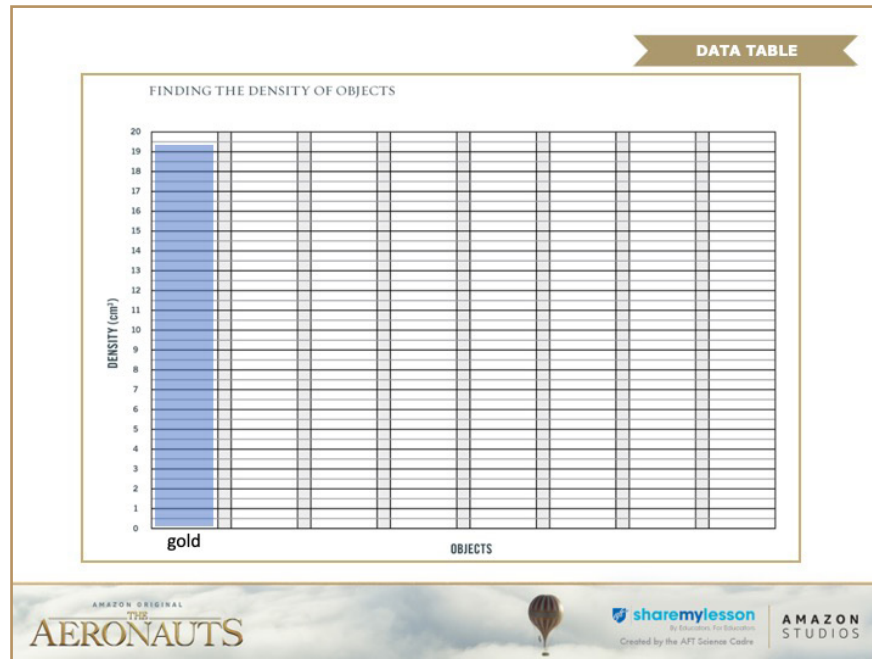 DATA TABLE
FINDING THE DENSITY OF OBJECTS
20
19
18
17
16
15
14
13
12
11
10
9
8
7
6
5
4
3
2
1
0
DENSITY (cm³)
gold
OBJECTS
AMAZON ORIGINAL
THE
AERONAUTS
sharemylesson
By Educators. For Educators.
Created by the AFT Science Cadre
AMAZON
STUDIOS